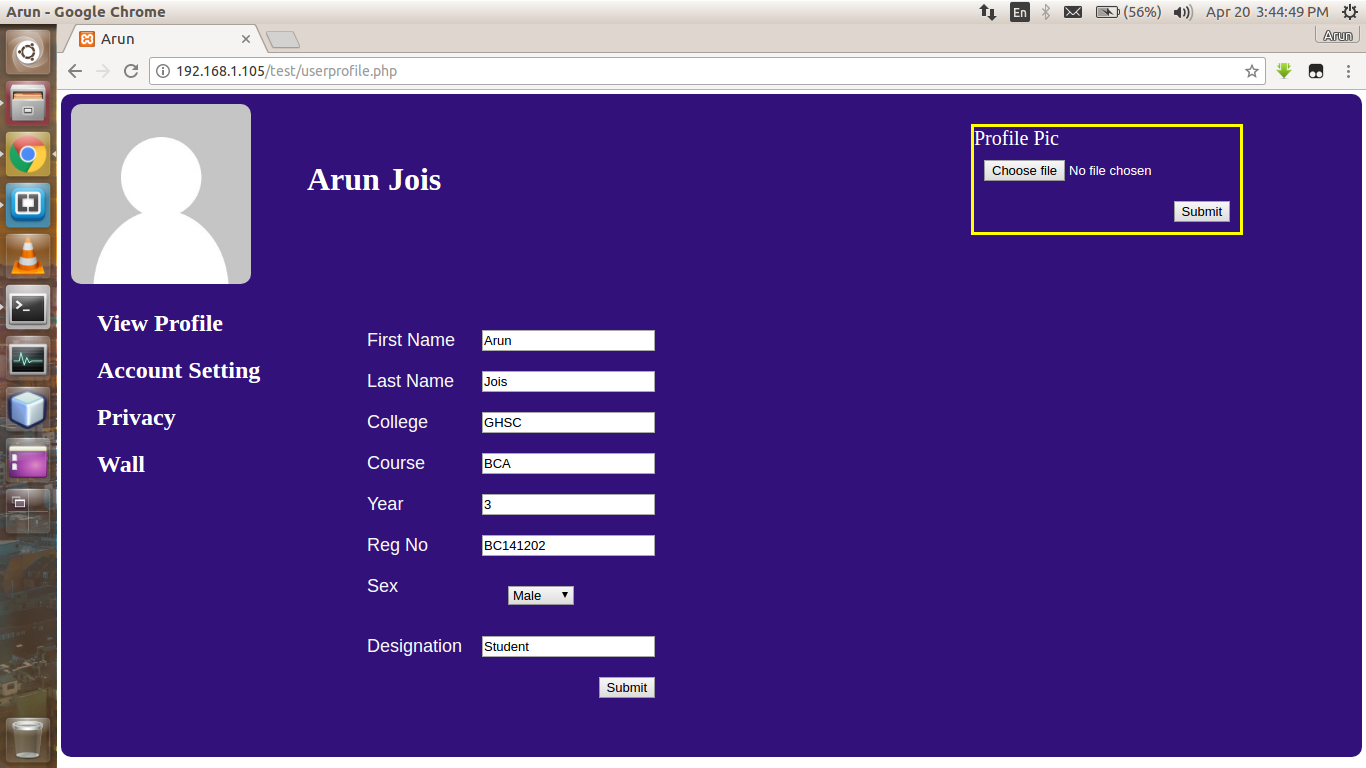 Arun - Google Chrome
En
(56%)
Apr 20 3:44:49 PM
Arun
Arun
192.168.1.105/test/userprofile.php
Arun Jois
Profile Pic
Choose file No file chosen
Submit
View Profile
Account Setting
Privacy
Wall
First Name Arun
Last Name Jois
College GHSC
Course BCA
Year 3
Reg No BC141202
Sex Male
Designation Student
Submit